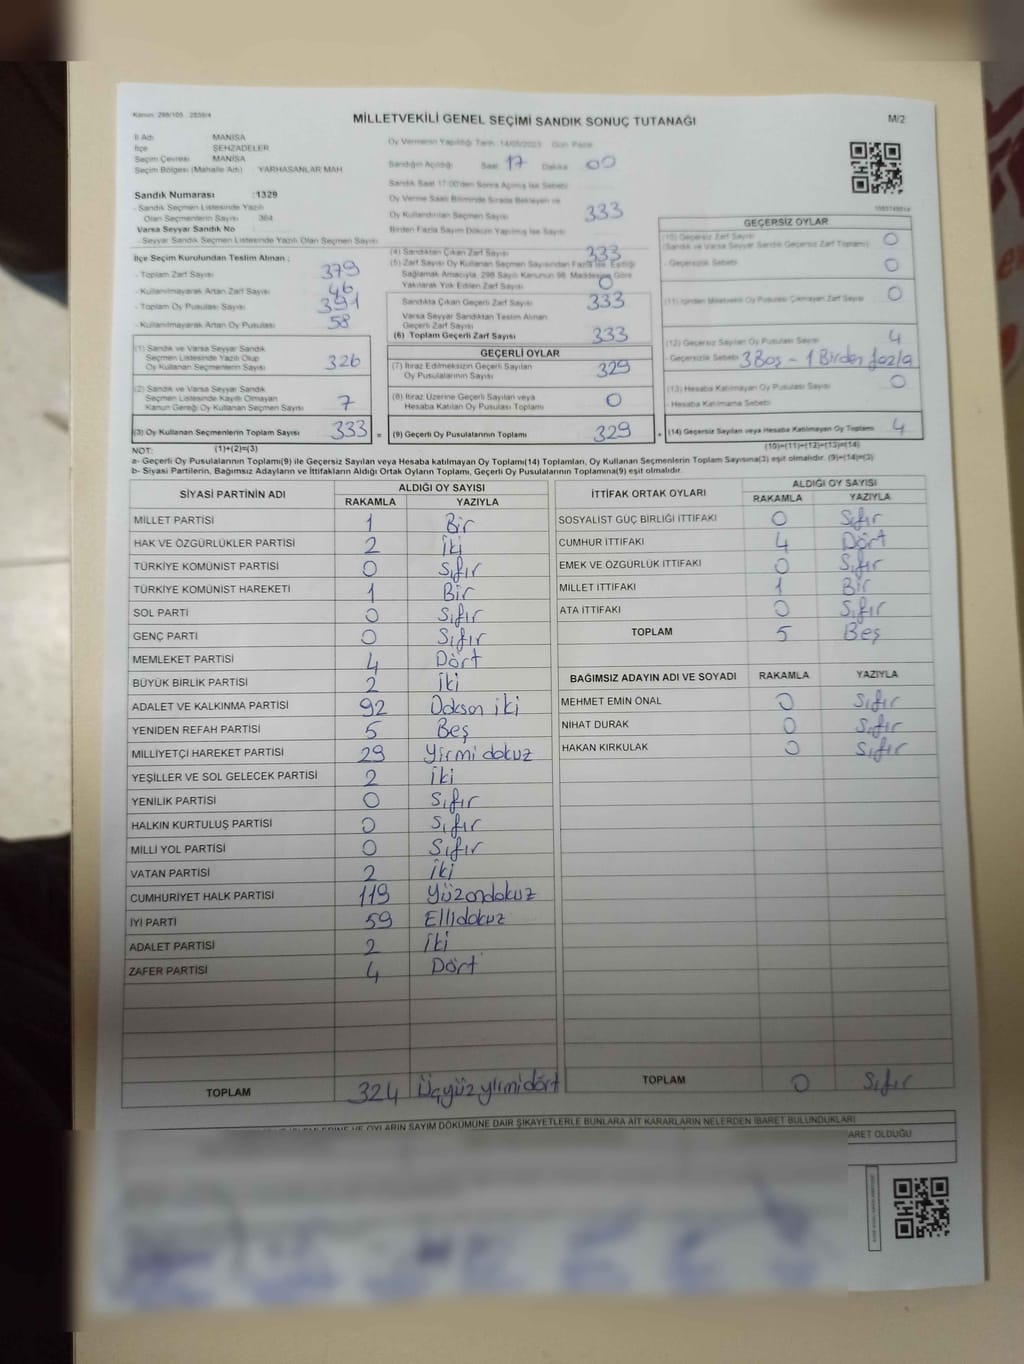 Kanun: 298/105 2839/4
MİLLETVEKİLİ GENEL SEÇİMİ SANDIK SONUÇ TUTANAĞI
M/2
İl Adı MANİSA
İlçe ŞEHZADELER
Seçim Çevresi MANİSA
Seçim Bölgesi (Mahalle Adı) YARHASANLAR MAH
Sandık Numarası :1329
- Sandık Seçmen Listesinde Yazılı
Olan Seçmenlerin Sayısı 364
Varsa Seyyar Sandık No
- Seyyar Sandık Seçmen Listesinde Yazılı Olan Seçmen Sayısı
İlçe Seçim Kurulundan Teslim Alınan ;
- Toplam Zarf Sayısı 379
- Kullanılmayarak Artan Zarf Sayısı 46
- Toplam Oy Pusulası Sayısı 391
- Kullanılmayarak Artan Oy Pusulası 58
(1) Sandık ve Varsa Seyyar Sandık
Seçmen Listesinde Yazılı Olup
Oy Kullanan Seçmenlerin Sayısı 326
(2) Sandık ve Varsa Seyyar Sandık
Seçmen Listesinde Kayıtlı Olmayan
Kanun Gereği Oy Kullanan Seçmen Sayısı 7
(3) Oy Kullanan Seçmenlerin Toplam Sayısı 333 =
Oy Vermenin Yapıldığı Tarih: 14/05/2023 Gün Pazar
Sandığın Açıldığı Saat 17 Dakika 00
Sandık Saat 17:00'den Sonra Açılmış İse Sebebi
Oy Verme Saati Bitiminde Sırada Bekleyen ve
Oy Kullandırılan Seçmen Sayısı 333
Birden Fazla Sayım Döküm Yapılmış İse Sayısı
(4) Sandıktan Çıkan Zarf Sayısı 333
(5) Zarf Sayısı Oy Kullanan Seçmen Sayısından Fazla İse, Eşitliği
Sağlamak Amacıyla, 298 Sayılı Kanunun 98. Maddesine Göre
Yakılarak Yok Edilen Zarf Sayısı 0
Sandıkta Çıkan Geçerli Zarf Sayısı 333
Varsa Seyyar Sandıktan Teslim Alınan
Geçerli Zarf Sayısı
(6) Toplam Geçerli Zarf Sayısı 333
GEÇERLİ OYLAR
(7) İtiraz Edilmeksizin Geçerli Sayılan
Oy Pusulalarının Sayısı 329
(8) İtiraz Üzerine Geçerli Sayılan veya
Hesaba Katılan Oy Pusulası Toplamı 0
(9) Geçerli Oy Pusulalarının Toplamı 329 +
GEÇERSİZ OYLAR
(10) Geçersiz Zarf Sayısı
(Sandık ve Varsa Seyyar Sandık Geçersiz Zarf Toplamı) 0
- Geçersizlik Sebebi 0
(11) İçinden Milletvekili Oy Pusulası Çıkmayan Zarf Sayısı 0
(12) Geçersiz Sayılan Oy Pusulası Sayısı 4
- Geçersizlik Sebebi 3 Boş - 1 Birden fazla
(13) Hesaba Katılmayan Oy Pusulası Sayısı 0
- Hesaba Katılmama Sebebi
(14) Geçersiz Sayılan veya Hesaba Katılmayan Oy Toplamı 4
NOT: (1)+(2)=(3) (10)+(11)+(12)+(13)=(14)
a- Geçerli Oy Pusulalarının Toplamı(9) ile Geçersiz Sayılan veya Hesaba katılmayan Oy Toplamı(14) Toplamları, Oy Kullanan Seçmenlerin Toplam Sayısına(3) eşit olmalıdır. (9)+(14)=(3)
b- Siyasi Partilerin, Bağımsız Adayların ve İttifakların Aldığı Ortak Oyların Toplamı, Geçerli Oy Pusulalarının Toplamına(9) eşit olmalıdır.
SİYASİ PARTİNİN ADI ALDIĞI OY SAYISI
RAKAMLA YAZIYLA
MİLLET PARTİSİ 1 Bir
HAK VE ÖZGÜRLÜKLER PARTİSİ 2 İki
TÜRKİYE KOMÜNİST PARTİSİ 0 Sıfır
TÜRKİYE KOMÜNİST HAREKETİ 1 Bir
SOL PARTİ 0 Sıfır
GENÇ PARTİ 0 Sıfır
MEMLEKET PARTİSİ 4 Dört
BÜYÜK BİRLİK PARTİSİ 2 İki
ADALET VE KALKINMA PARTİSİ 92 Doksan iki
YENİDEN REFAH PARTİSİ 5 Beş
MİLLİYETÇİ HAREKET PARTİSİ 29 Yirmi dokuz
YEŞİLLER VE SOL GELECEK PARTİSİ 2 İki
YENİLİK PARTİSİ 0 Sıfır
HALKIN KURTULUŞ PARTİSİ 0 Sıfır
MİLLİ YOL PARTİSİ 0 Sıfır
VATAN PARTİSİ 2 İki
CUMHURİYET HALK PARTİSİ 119 Yüzondokuz
İYİ PARTİ 59 Ellidokuz
ADALET PARTİSİ 2 İki
ZAFER PARTİSİ 4 Dört
TOPLAM 324 Üçyüzyirmidört
İTTİFAK ORTAK OYLARI ALDIĞI OY SAYISI
RAKAMLA YAZIYLA
SOSYALİST GÜÇ BİRLİĞİ İTTİFAKI 0 Sıfır
CUMHUR İTTİFAKI 4 Dört
EMEK VE ÖZGÜRLÜK İTTİFAKI 0 Sıfır
MİLLET İTTİFAKI 1 Bir
ATA İTTİFAKI 0 Sıfır
TOPLAM 5 Beş
BAĞIMSIZ ADAYIN ADI VE SOYADI RAKAMLA YAZIYLA
MEHMET EMİN ÖNAL 0 Sıfır
NİHAT DURAK 0 Sıfır
HAKAN KIRKULAK 0 Sıfır
TOPLAM 0 Sıfır
VE OYLARIN SAYIM DÖKÜMÜNE DAİR ŞİKAYETLERLE BUNLARA AİT KARARLARIN NELERDEN İBARET BULUNDUKLARI
OLDUĞU